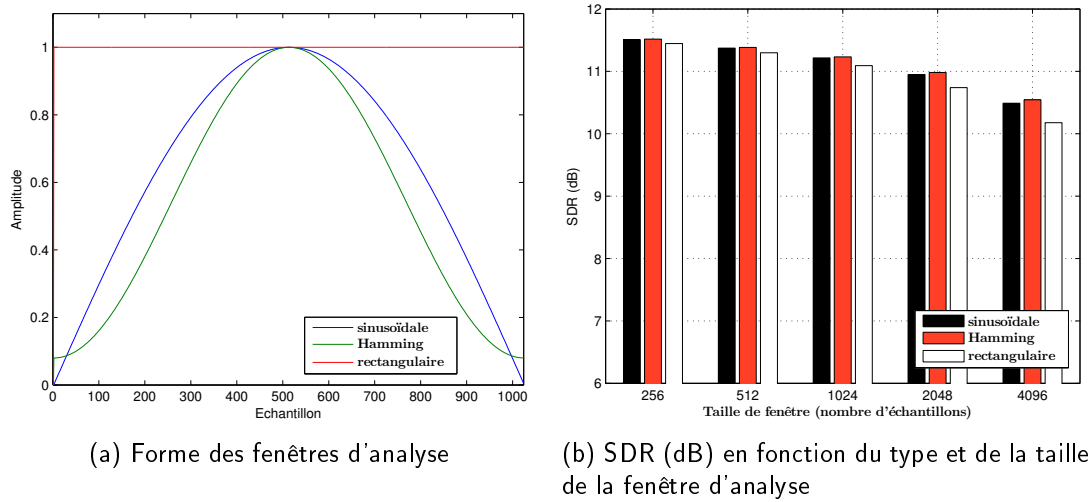 1
0.8
0.6
0.4
0.2
0
Amplitude
0 100 200 300 400 500 600 700 800 900 1000
Echantillon
sinusoïdale
Hamming
rectangulaire
(a) Forme des fenêtres d'analyse
12
11
10
9
8
7
6
SDR (dB)
256 512 1024 2048 4096
Taille de fenêtre (nombre d'échantillons)
sinusoïdale
Hamming
rectangulaire
(b) SDR (dB) en fonction du type et de la taille
de la fenêtre d'analyse